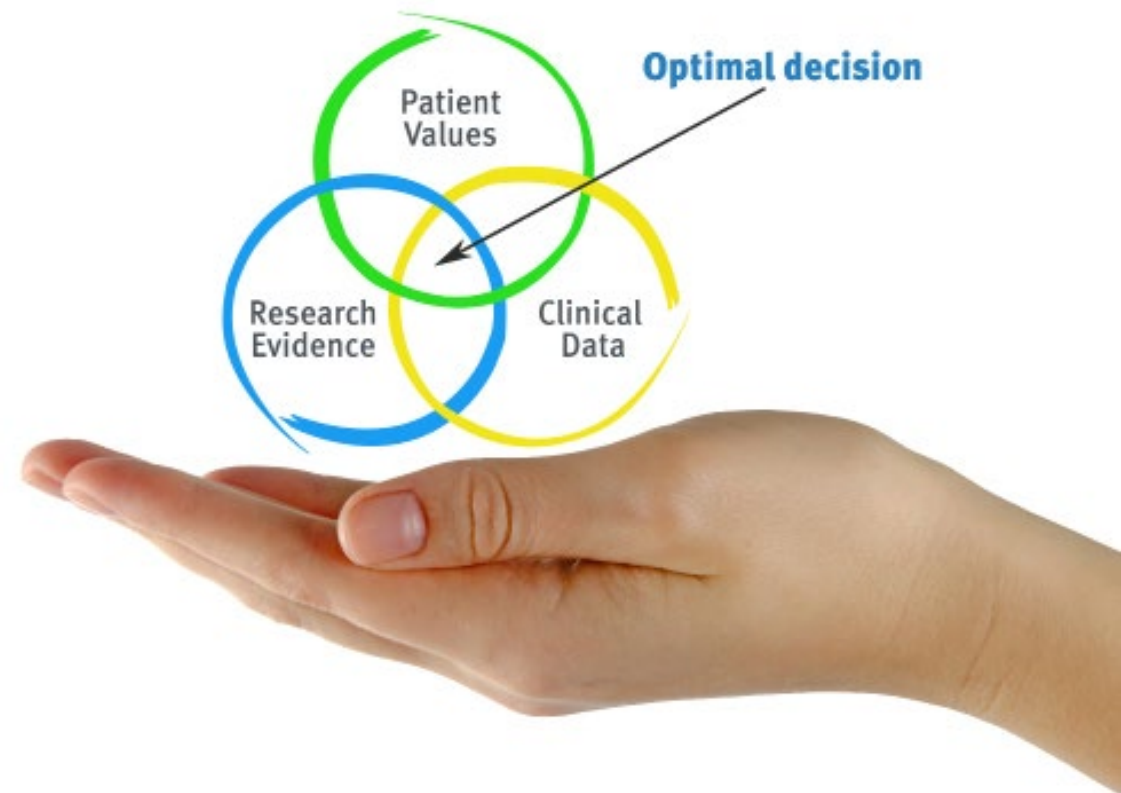 Optimal decision
Patient
Values
Research
Evidence
Clinical
Data